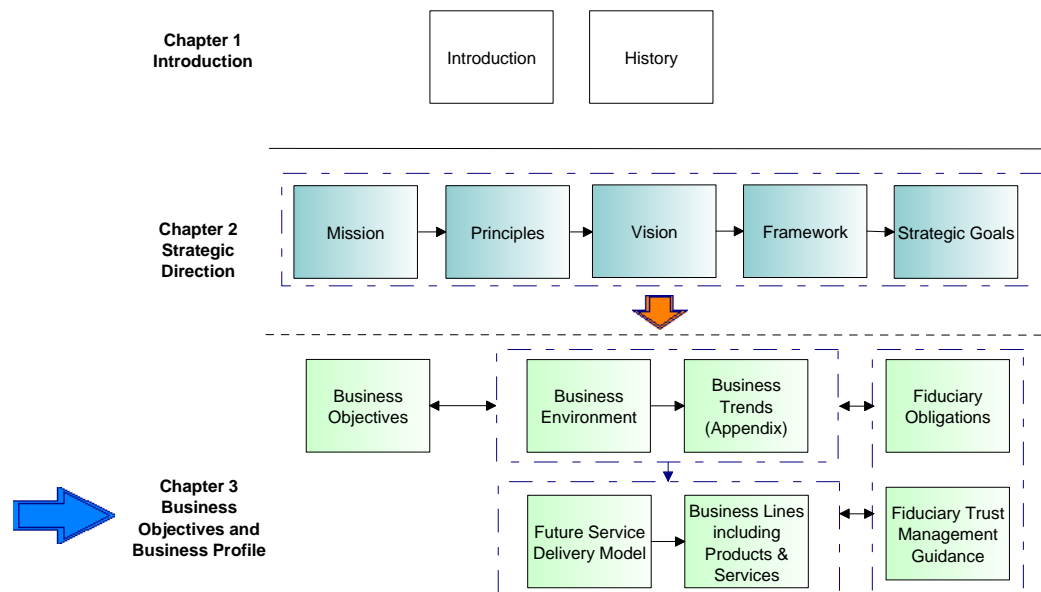 Chapter 1
Introduction
Introduction
History
Chapter 2
Strategic
Direction
Mission
Principles
Vision
Framework
Strategic Goals
Business
Objectives
Business
Environment
Business
Trends
(Appendix)
Fiduciary
Obligations
Chapter 3
Business
Objectives and
Business Profile
Future Service
Delivery Model
Business Lines
including
Products &
Services
Fiduciary Trust
Management
Guidance